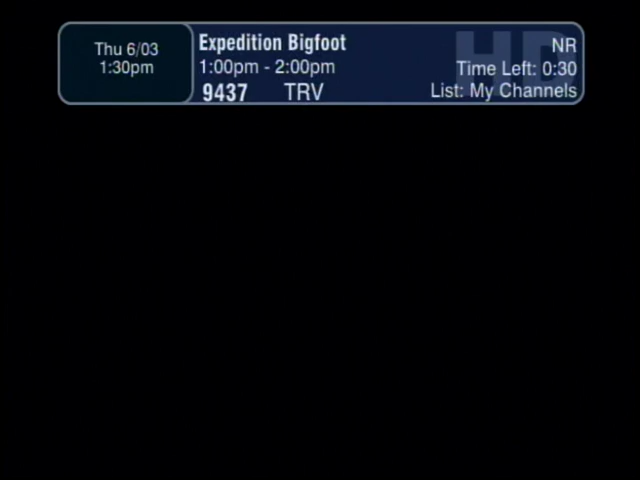 Thu 6/03
1:30pm
Expedition Bigfoot
1:00pm - 2:00pm
9437 TRV
HD
NR
Time Left: 0:30
List: My Channels